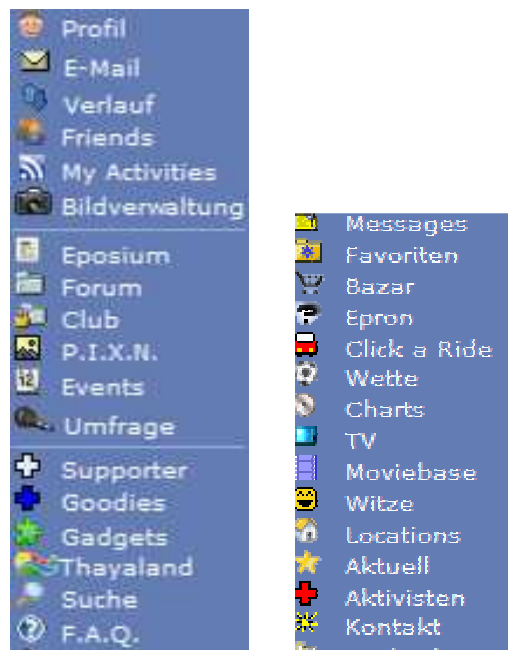 Profil
E-Mail
Verlauf
Friends
My Activities
Bildverwaltung
Eposium
Forum
Club
P.I.X.N.
12
Events
Umfrage
Supporter
Goodies
Gadgets
Thayaland
Suche
F.A.Q.
Messages
Favoriten
Bazar
Epron
Click a Ride
Wette
Charts
TV
Moviebase
Witze
Locations
Aktuell
Aktivisten
Kontakt